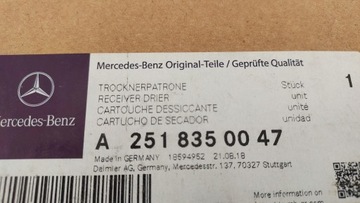 Mercedes-Benz Original-Teile / Geprüfte Qualität
TROCKNERPATRONE Stück 1
RECEIVER DRIER unit
CARTOUCHE DESSICCANTE unité
CARTUCHO DE SECADOR unidad
ercedes-Benz
A 251 835 00 47
Made in GERMANY 18594952 21.08.18
Daimler AG, Germany, Mercedesstr. 137, 70327 Stuttgart
More information on